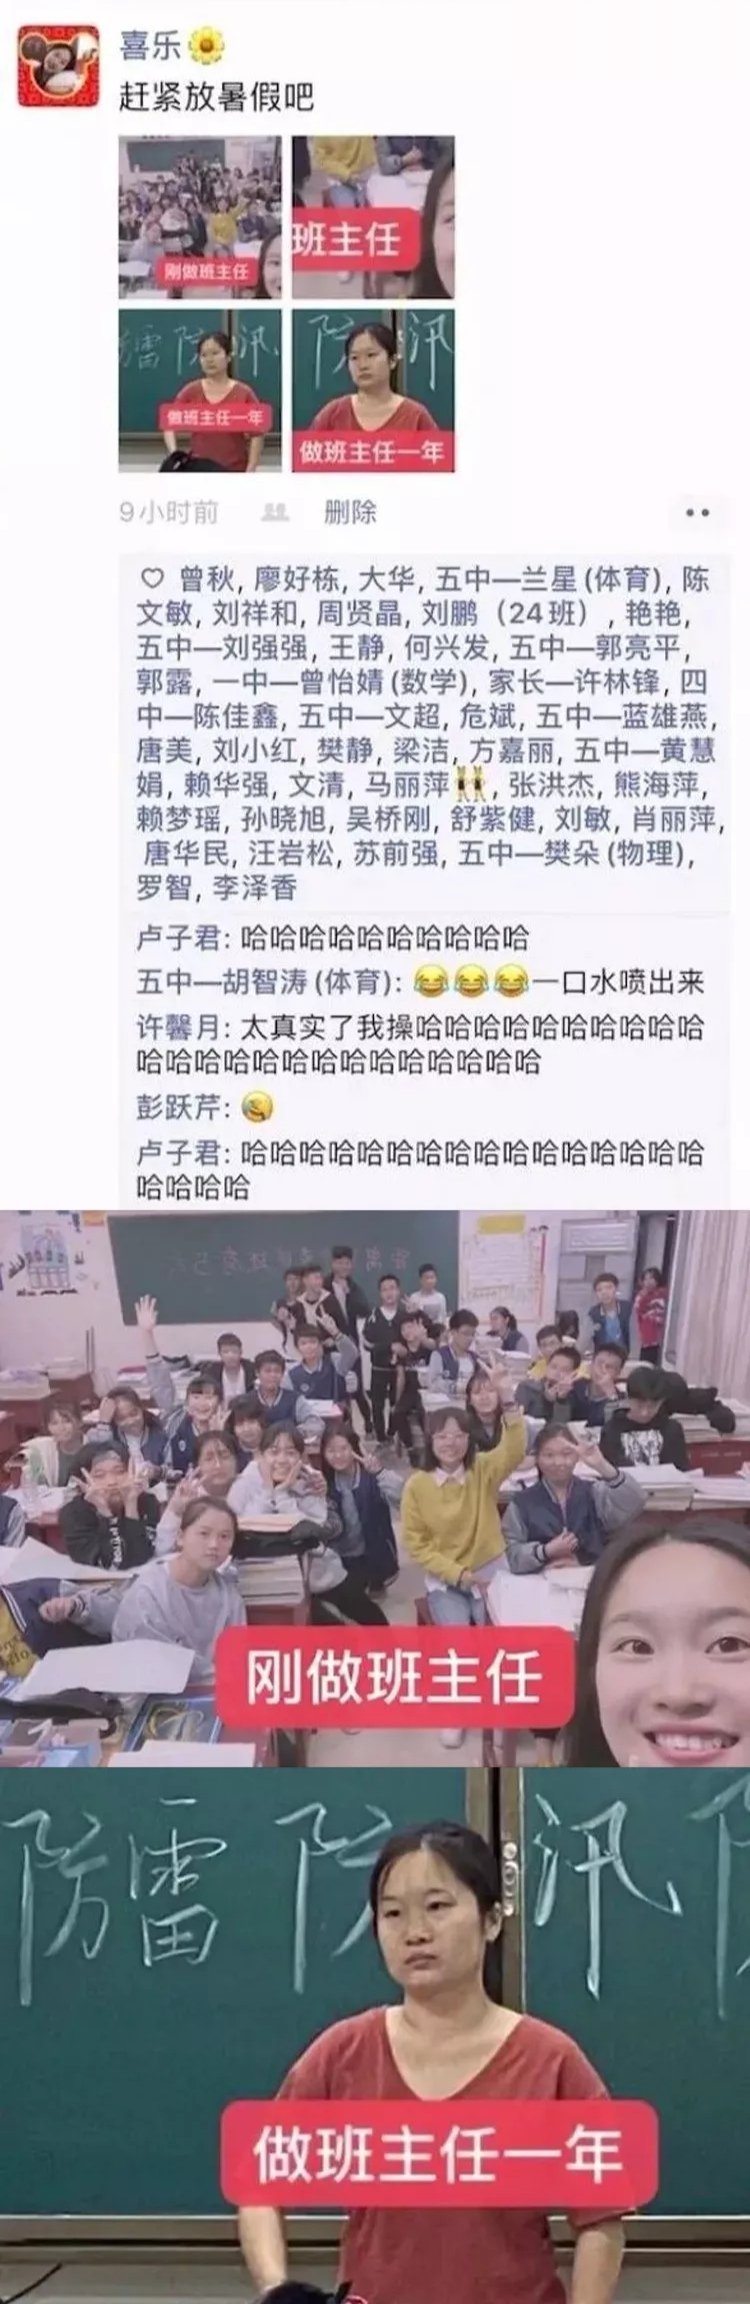 喜乐🌼
赶紧放暑假吧
刚做班主任
班主任
防雷防汛
做班主任一年
防汛
做班主任一年
9小时前 删除
♡ 曾秋, 廖好栋, 大华, 五中—兰星(体育), 陈
文敏, 刘祥和, 周贤晶, 刘鹏（24班）, 艳艳,
五中—刘强强, 王静, 何兴发, 五中—郭亮平,
郭露, 一中—曾怡婧(数学), 家长—许林锋, 四
中—陈佳鑫, 五中—文超, 危斌, 五中—蓝雄燕,
唐美, 刘小红, 樊静, 梁洁, 方嘉丽, 五中—黄慧
娟, 赖华强, 文清, 马丽萍👯, 张洪杰, 熊海萍,
赖梦瑶, 孙晓旭, 吴桥刚, 舒紫健, 刘敏, 肖丽萍,
唐华民, 汪岩松, 苏前强, 五中—樊朵(物理),
罗智, 李泽香
卢子君: 哈哈哈哈哈哈哈哈哈哈
五中—胡智涛(体育): 😂😂😂一口水喷出来
许馨月: 太真实了我操哈哈哈哈哈哈哈哈哈哈
哈哈哈哈哈哈哈哈哈哈哈哈哈哈
彭跃芹: 🤣
卢子君: 哈哈哈哈哈哈哈哈哈哈哈哈哈哈哈哈
哈哈哈哈
刚做班主任
防雷防汛
做班主任一年